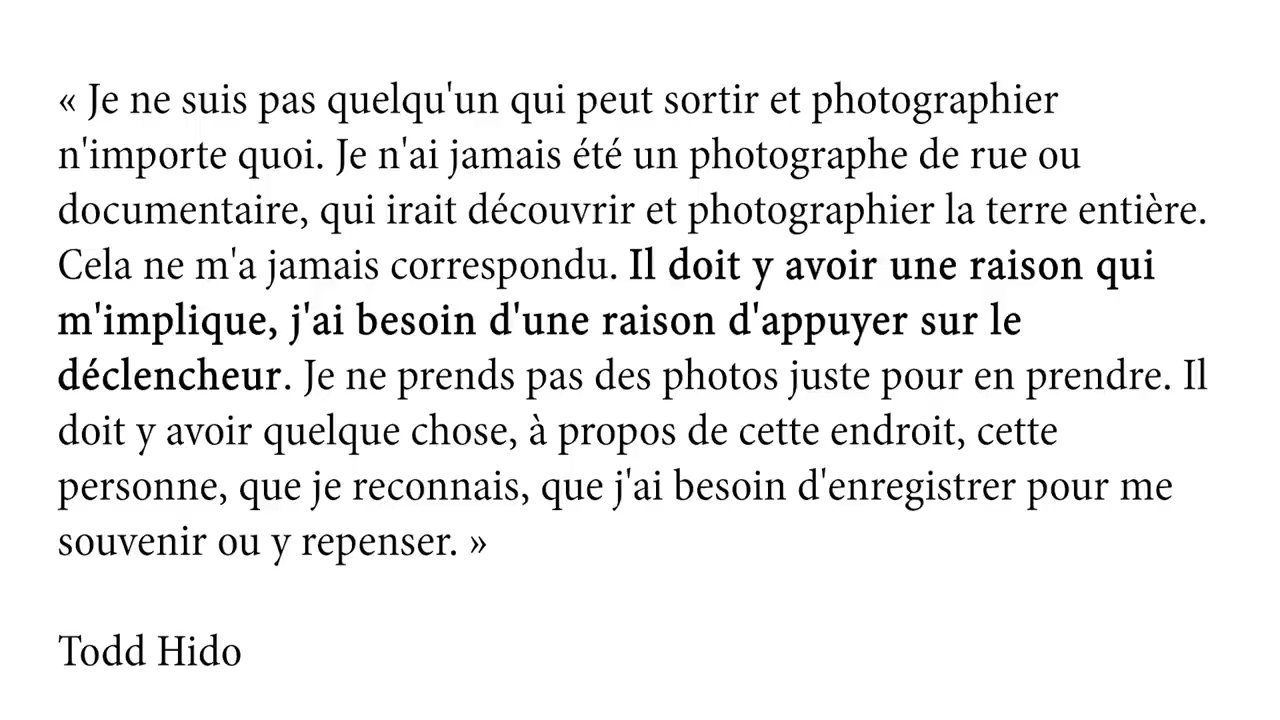 « Je ne suis pas quelqu'un qui peut sortir et photographier
n'importe quoi. Je n'ai jamais été un photographe de rue ou
documentaire, qui irait découvrir et photographier la terre entière.
Cela ne m'a jamais correspondu. Il doit y avoir une raison qui
m'implique, j'ai besoin d'une raison d'appuyer sur le
déclencheur. Je ne prends pas des photos juste pour en prendre. Il
doit y avoir quelque chose, à propos de cette endroit, cette
personne, que je reconnais, que j'ai besoin d'enregistrer pour me
souvenir ou y repenser. »
Todd Hido